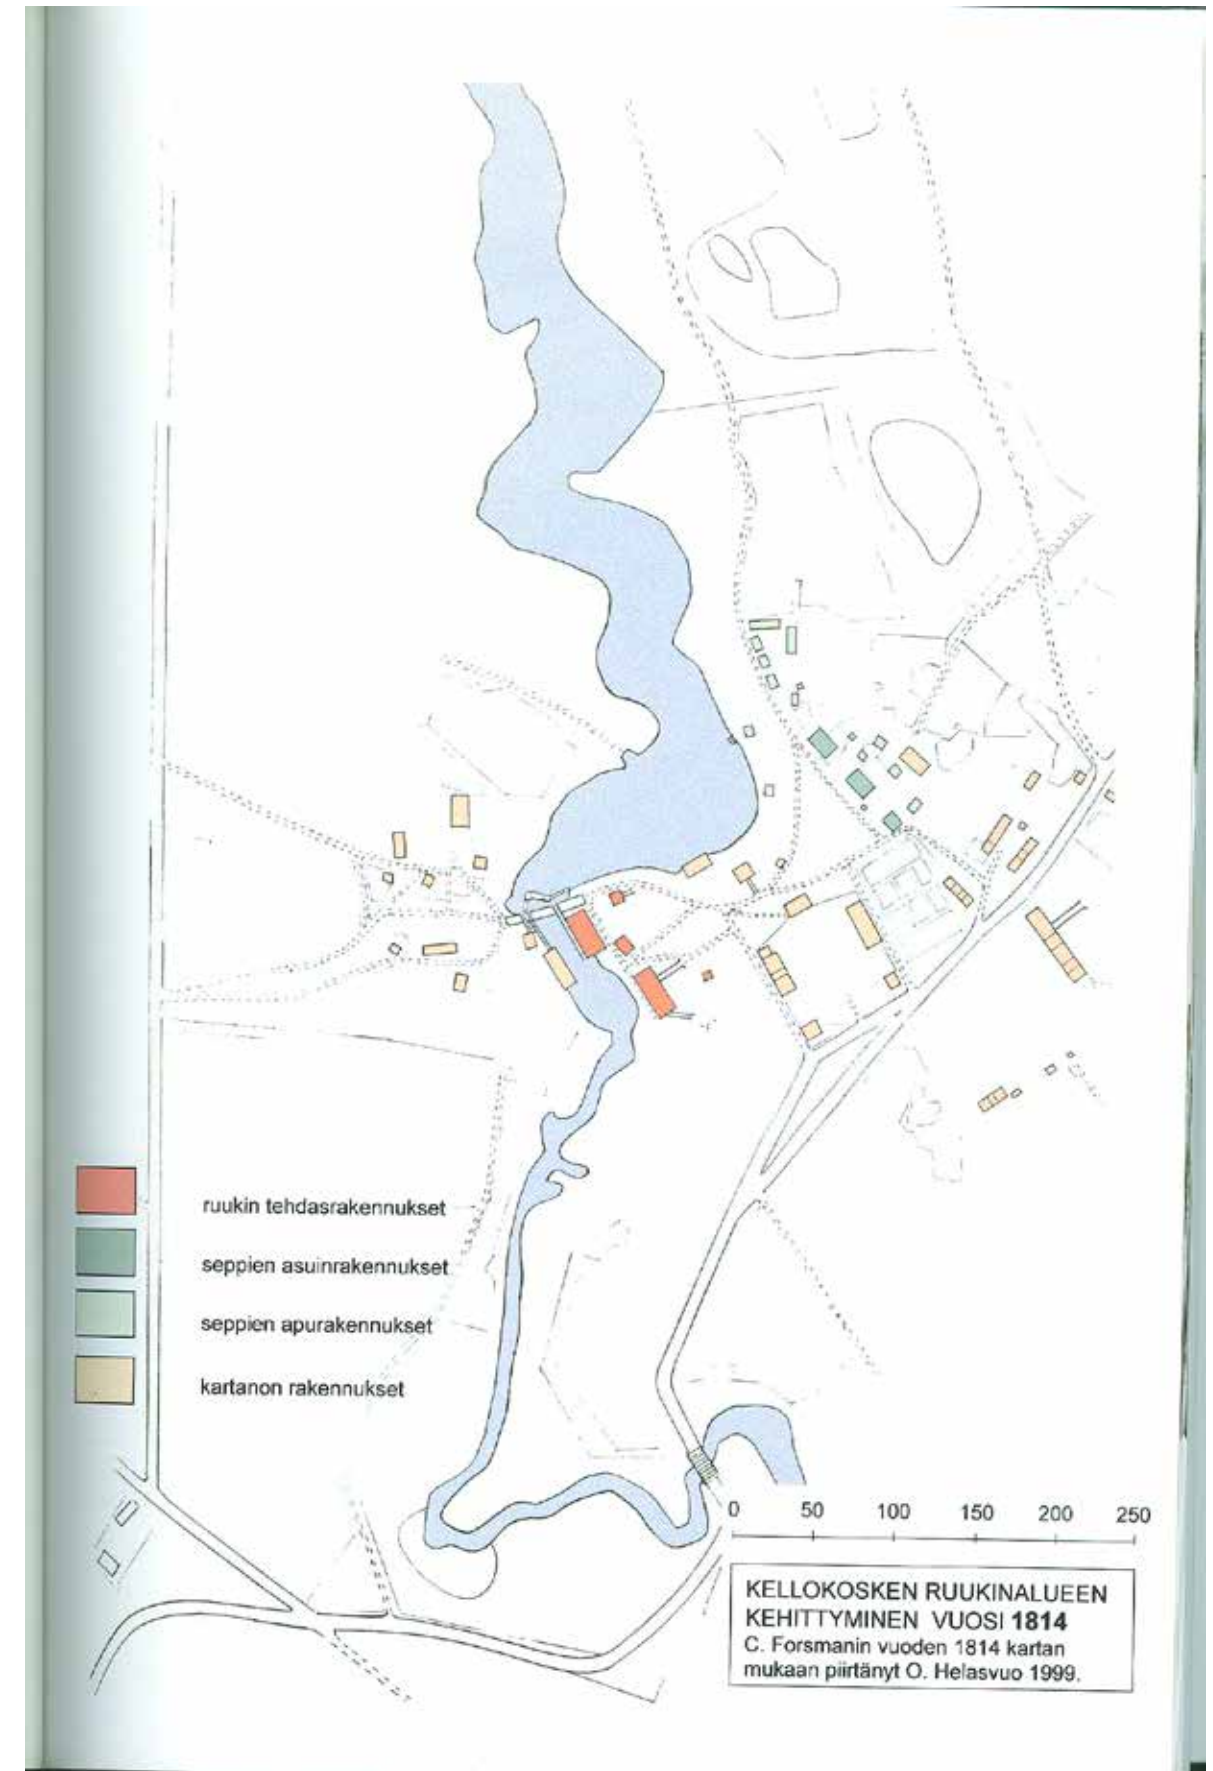 ruukin tehdasrakennukset
seppien asuinrakennukset
seppien apurakennukset
kartanon rakennukset
0 50 100 150 200 250
KELLOKOSKEN RUUKINALUEEN
KEHITTYMINEN VUOSI 1814
C. Forsmanin vuoden 1814 kartan
mukaan piirtänyt O. Helasvuo 1999.